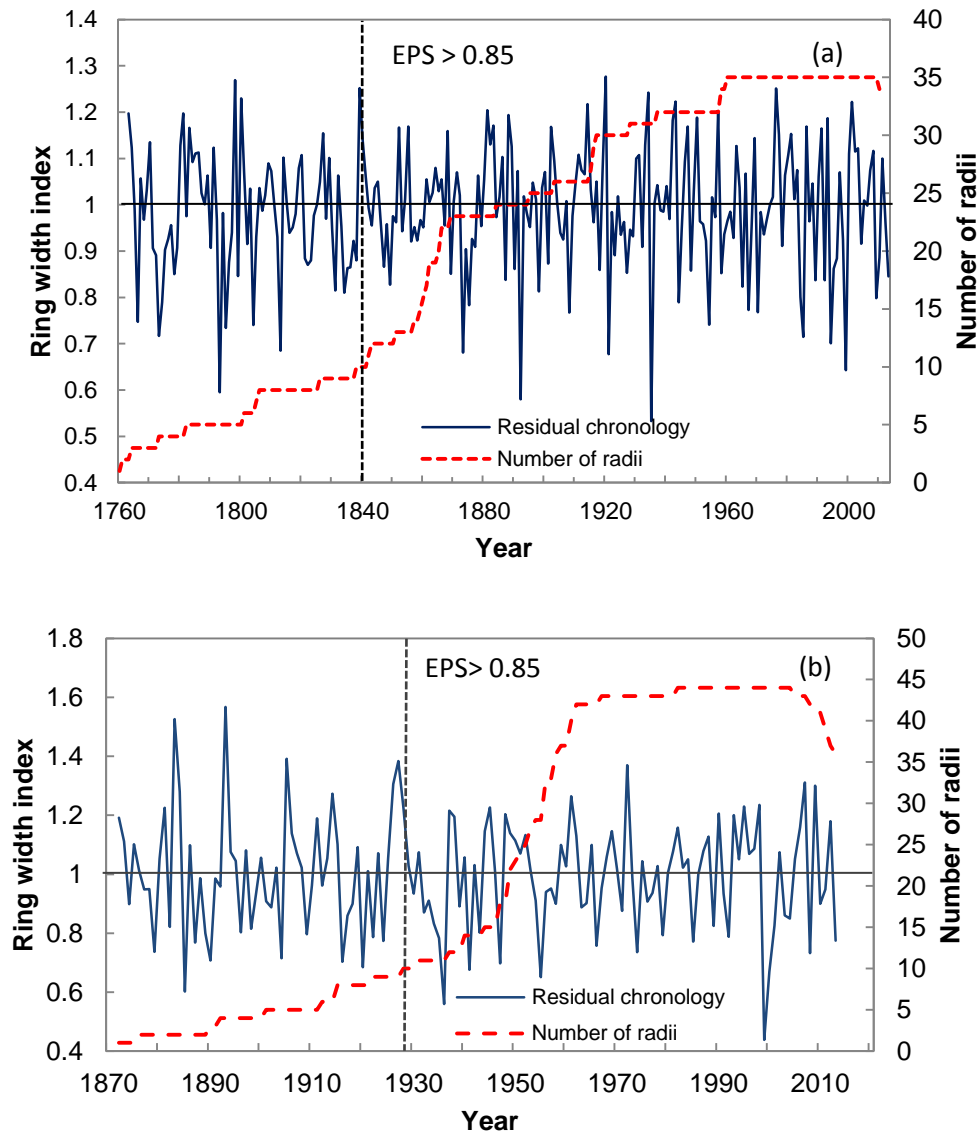 1.4
1.3
1.2
1.1
1
0.9
0.8
0.7
0.6
0.5
0.4
Ring width index
EPS > 0.85
(a)
40
35
30
25
20
15
10
5
0
Number of radii
Residual chronology
Number of radii
1760 1800 1840 1880 1920 1960 2000
Year
1.8
1.6
1.4
1.2
1
0.8
0.6
0.4
Ring width index
EPS> 0.85
(b)
50
45
40
35
30
25
20
15
10
5
0
Number of radii
Residual chronology
Number of radii
1870 1890 1910 1930 1950 1970 1990 2010
Year